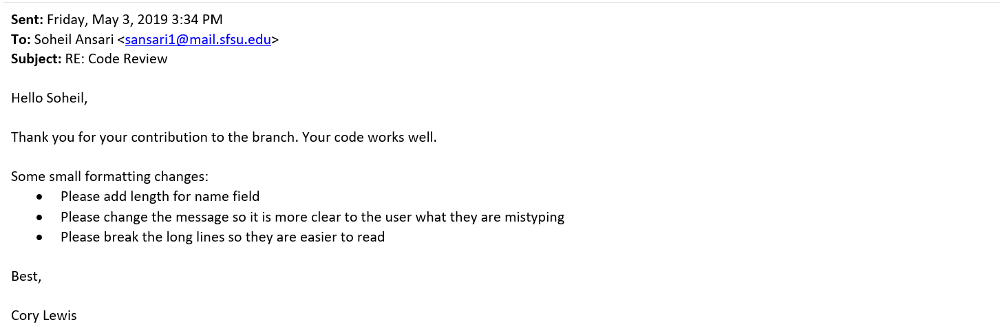 Sent: Friday, May 3, 2019 3:34 PM
To: Soheil Ansari <sansari1@mail.sfsu.edu>
Subject: RE: Code Review
Hello Soheil,
Thank you for your contribution to the branch. Your code works well.
Some small formatting changes:
• Please add length for name field
• Please change the message so it is more clear to the user what they are mistyping
• Please break the long lines so they are easier to read
Best,
Cory Lewis